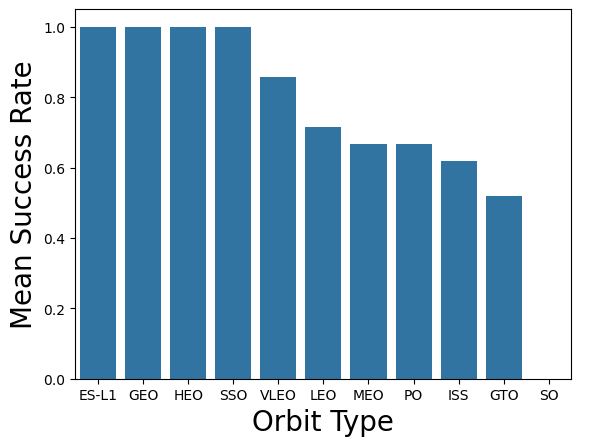 1.0
0.8
0.6
0.4
0.2
0.0
Mean Success Rate
ES-L1 GEO HEO SSO VLEO LEO MEO PO ISS GTO SO
Orbit Type